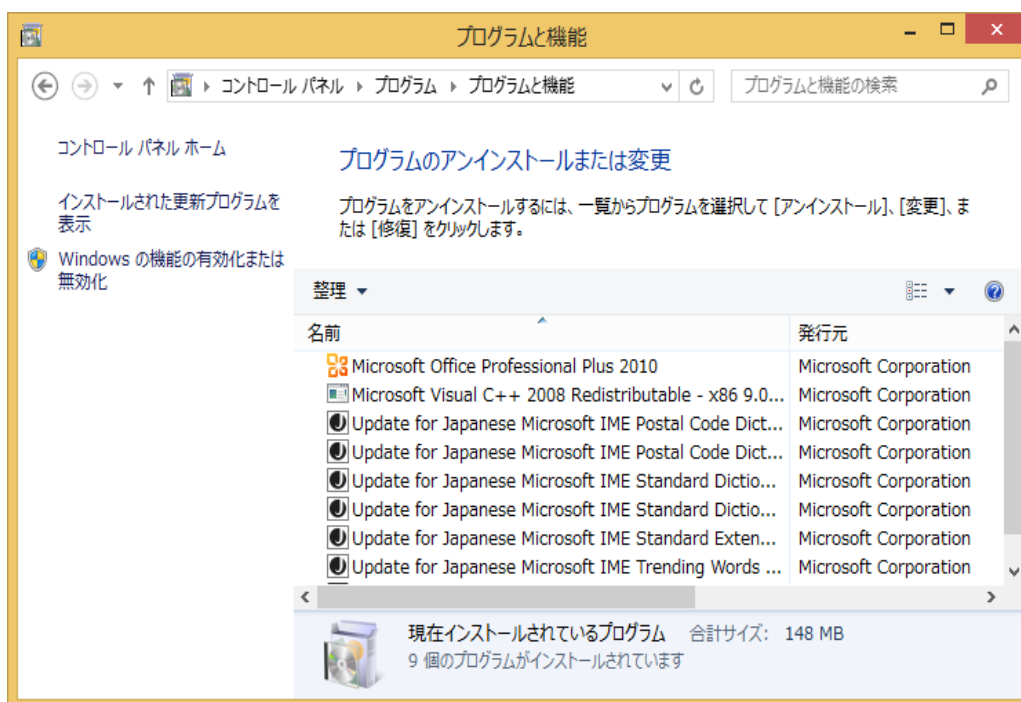 プログラムと機能
コントロール パネル
プログラム
プログラムと機能
プログラムと機能の検索
コントロール パネル ホーム
インストールされた更新プログラムを
表示
Windows の機能の有効化または
無効化
プログラムのアンインストールまたは変更
プログラムをアンインストールするには、一覧からプログラムを選択して [アンインストール]、[変更]、ま
たは [修復] をクリックします。
整理
名前 発行元
Microsoft Office Professional Plus 2010 Microsoft Corporation
Microsoft Visual C++ 2008 Redistributable - x86 9.0... Microsoft Corporation
Update for Japanese Microsoft IME Postal Code Dict... Microsoft Corporation
Update for Japanese Microsoft IME Postal Code Dict... Microsoft Corporation
Update for Japanese Microsoft IME Standard Dictio... Microsoft Corporation
Update for Japanese Microsoft IME Standard Dictio... Microsoft Corporation
Update for Japanese Microsoft IME Standard Exten... Microsoft Corporation
Update for Japanese Microsoft IME Trending Words ... Microsoft Corporation
現在インストールされているプログラム 合計サイズ: 148 MB
9 個のプログラムがインストールされています